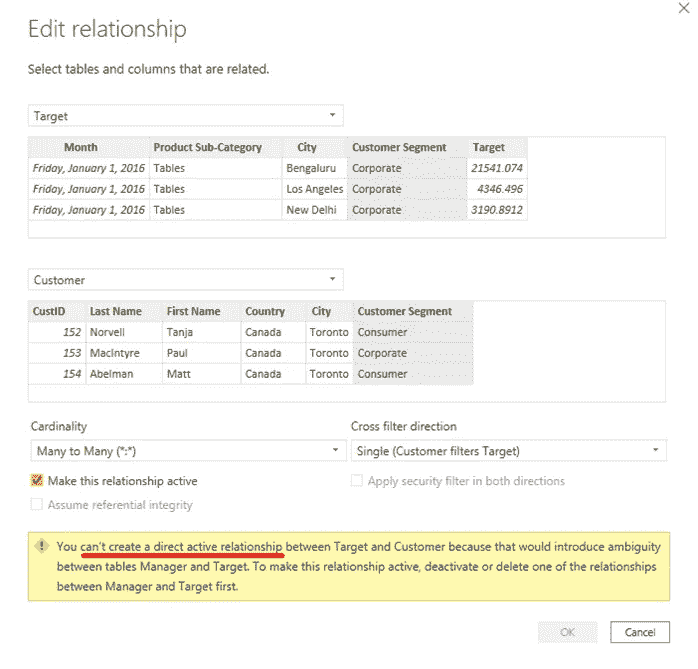 Edit relationship
Select tables and columns that are related.
Target
Month Product Sub-Category City Customer Segment Target
Friday, January 1, 2016 Tables Bengaluru Corporate 21541.074
Friday, January 1, 2016 Tables Los Angeles Corporate 4346.496
Friday, January 1, 2016 Tables New Delhi Corporate 3190.8912
Customer
CustID Last Name First Name Country City Customer Segment
152 Norvell Tanja Canada Toronto Consumer
153 MacIntyre Paul Canada Toronto Corporate
154 Abelman Matt Canada Toronto Consumer
Cardinality Cross filter direction
Many to Many (*:*) Single (Customer filters Target)
Make this relationship active Apply security filter in both directions
Assume referential integrity
You can't create a direct active relationship between Target and Customer because that would introduce ambiguity
between tables Manager and Target. To make this relationship active, deactivate or delete one of the relationships
between Manager and Target first.
OK Cancel